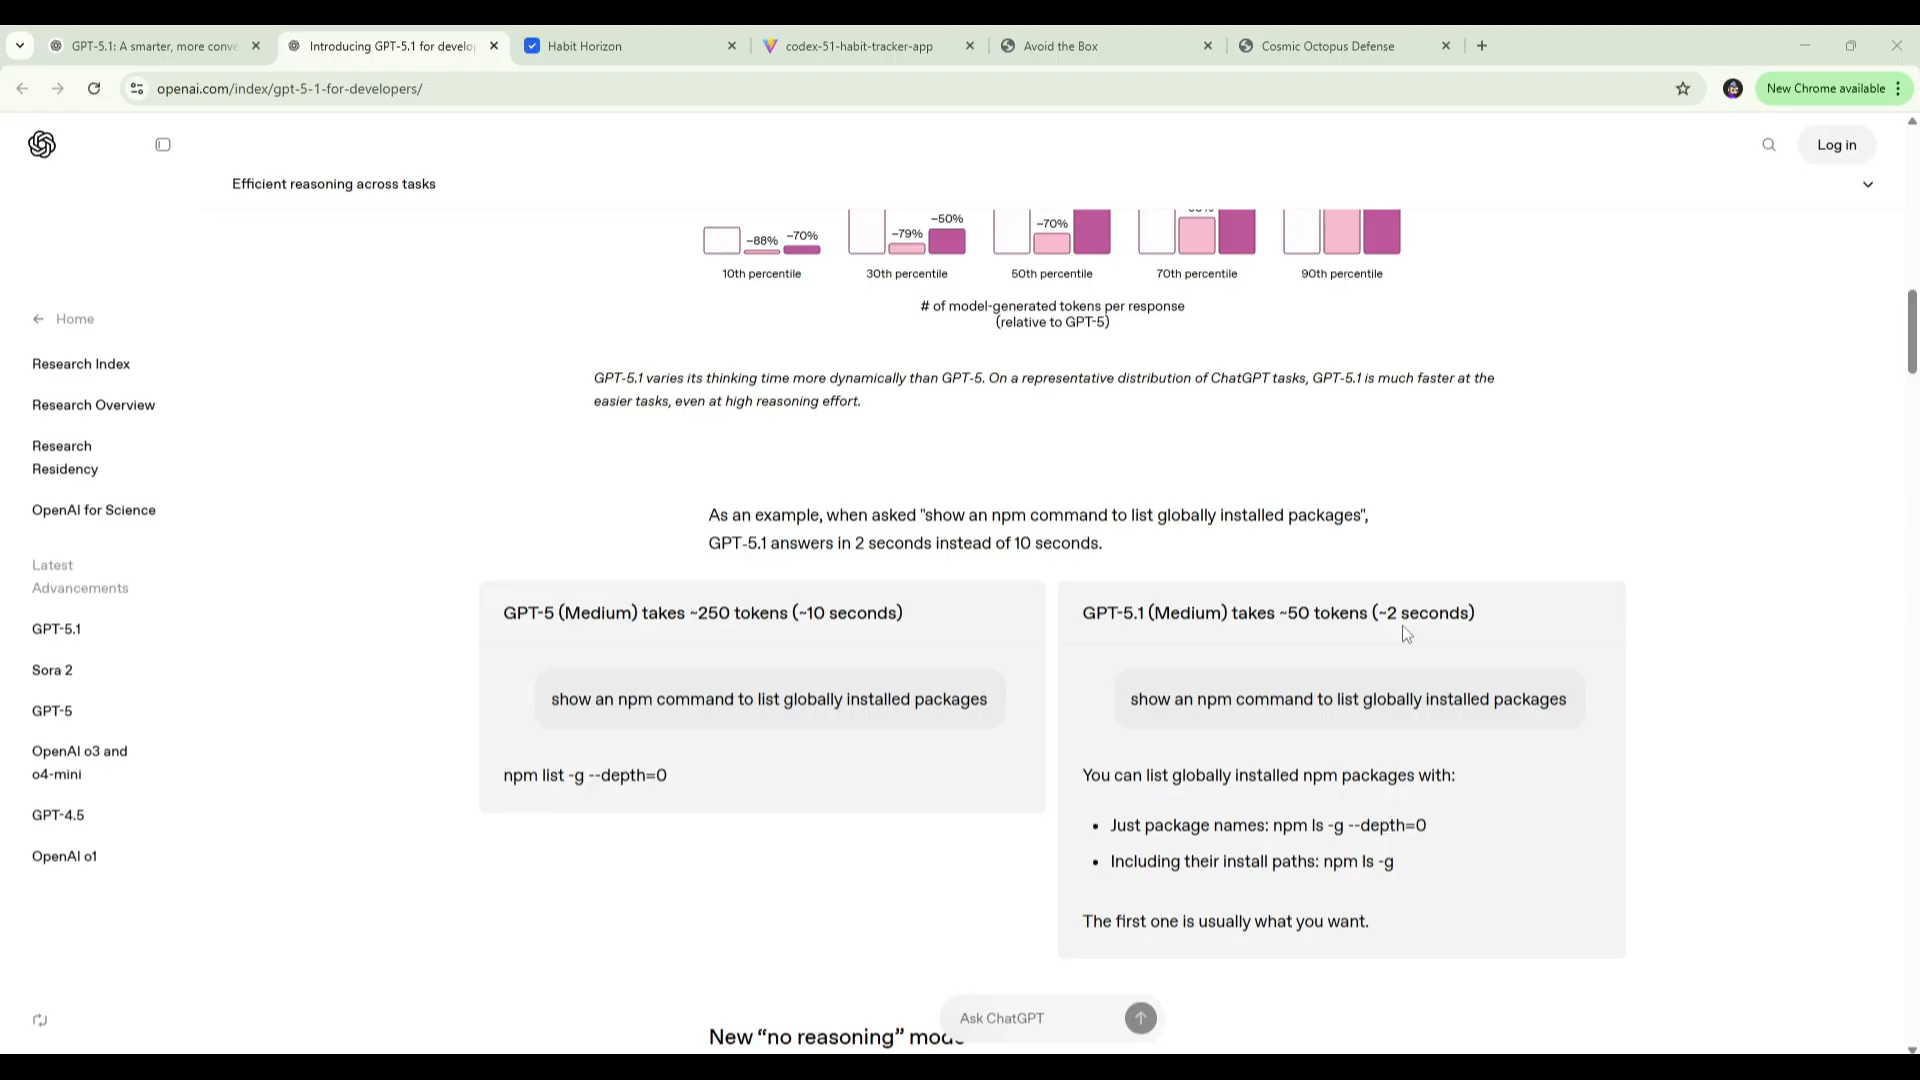 GPT-5.1: A smarter, more conve
Introducing GPT-5.1 for develo
Habit Horizon
codex-51-habit-tracker-app
Avoid the Box
Cosmic Octopus Defense
openai.com/index/gpt-5-1-for-developers/
New Chrome available
Log in
Efficient reasoning across tasks
-88%
-70%
-79%
-50%
-70%
10th percentile
30th percentile
50th percentile
70th percentile
90th percentile
# of model-generated tokens per response
(relative to GPT-5)
GPT-5.1 varies its thinking time more dynamically than GPT-5. On a representative distribution of ChatGPT tasks, GPT-5.1 is much faster at the
easier tasks, even at high reasoning effort.
Home
Research Index
Research Overview
Research
Residency
OpenAI for Science
Latest
Advancements
GPT-5.1
Sora 2
GPT-5
OpenAI o3 and
o4-mini
GPT-4.5
OpenAI o1
As an example, when asked "show an npm command to list globally installed packages",
GPT-5.1 answers in 2 seconds instead of 10 seconds.
GPT-5 (Medium) takes ~250 tokens (~10 seconds)
show an npm command to list globally installed packages
npm list -g --depth=0
GPT-5.1 (Medium) takes ~50 tokens (~2 seconds)
show an npm command to list globally installed packages
You can list globally installed npm packages with:
• Just package names: npm ls -g --depth=0
• Including their install paths: npm ls -g
The first one is usually what you want.
Ask ChatGPT
New “no reasoning” mode